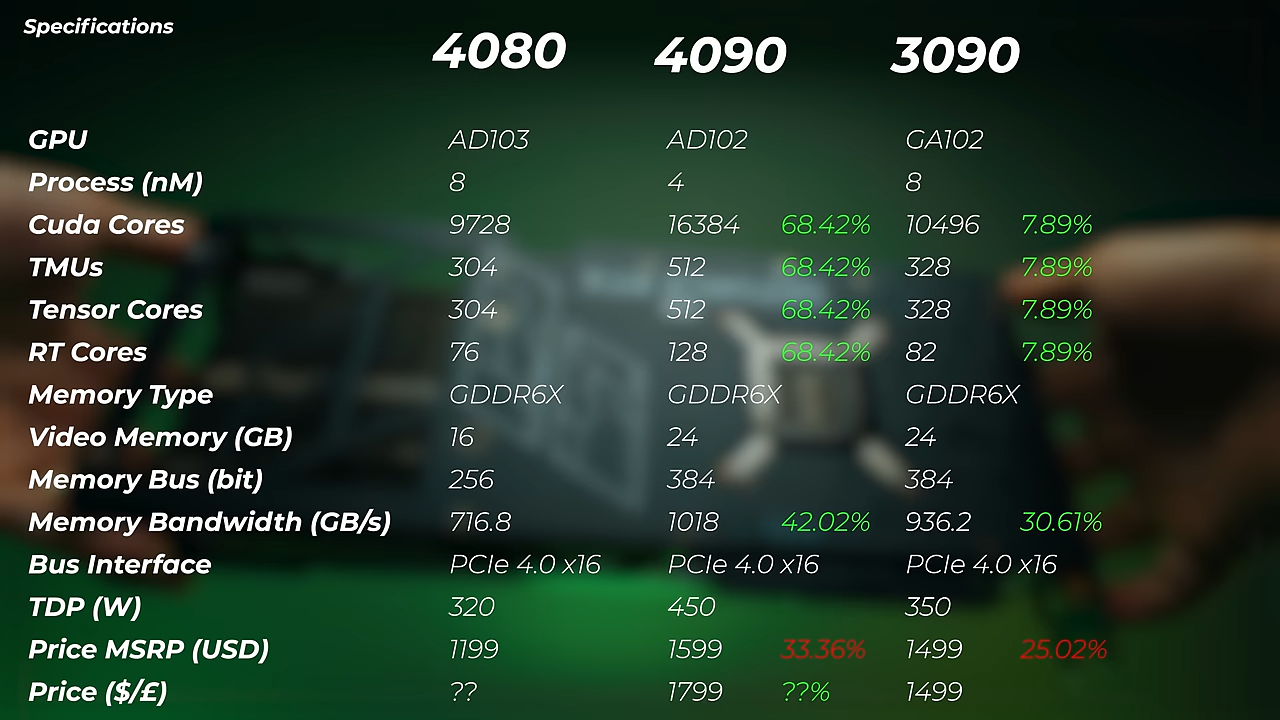 Specifications
4080 4090 3090
GPU AD103 AD102 GA102
Process (nM) 8 4 8
Cuda Cores 9728 16384 68.42% 10496 7.89%
TMUs 304 512 68.42% 328 7.89%
Tensor Cores 304 512 68.42% 328 7.89%
RT Cores 76 128 68.42% 82 7.89%
Memory Type GDDR6X GDDR6X GDDR6X
Video Memory (GB) 16 24 24
Memory Bus (bit) 256 384 384
Memory Bandwidth (GB/s) 716.8 1018 42.02% 936.2 30.61%
Bus Interface PCIe 4.0 x16 PCIe 4.0 x16 PCIe 4.0 x16
TDP (W) 320 450 350
Price MSRP (USD) 1199 1599 33.36% 1499 25.02%
Price ($/£) ?? 1799 ??% 1499